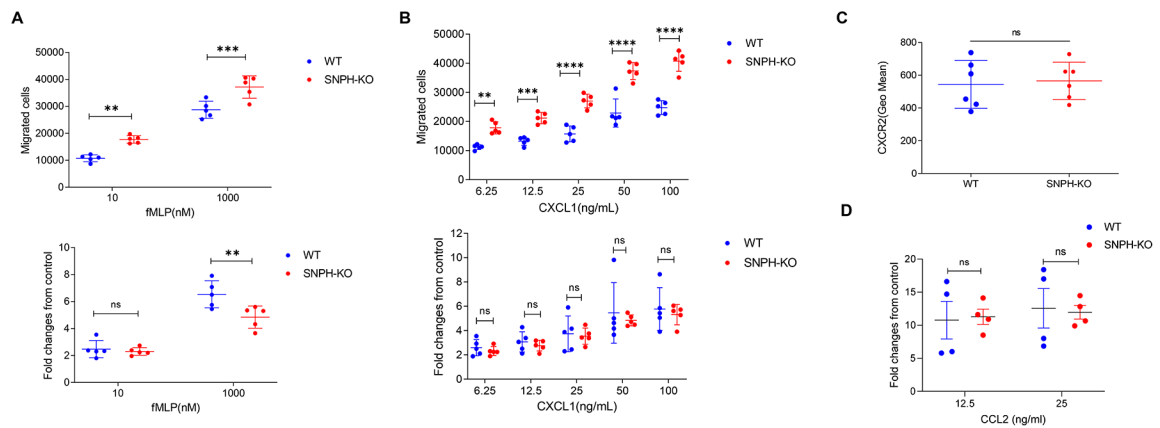 A
Migrated cells
50000
40000
30000
20000
10000
0
**
***
10
1000
fMLP(nM)
WT
SNPH-KO
Fold changes from control
10
8
6
4
2
0
ns
**
10
1000
fMLP(nM)
WT
SNPH-KO
B
Migrated cells
50000
40000
30000
20000
10000
0
**
***
****
****
****
6.25
12.5
25
50
100
CXCL1(ng/mL)
WT
SNPH-KO
Fold changes from control
12
10
8
6
4
2
0
ns
ns
ns
ns
ns
6.25
12.5
25
50
100
CXCL1(ng/mL)
WT
SNPH-KO
C
CXCR2(Geo Mean)
800
600
400
200
0
ns
WT
SNPH-KO
D
WT
SNPH-KO
Fold changes from control
20
15
10
5
0
ns
ns
12.5
25
CCL2 (ng/ml)